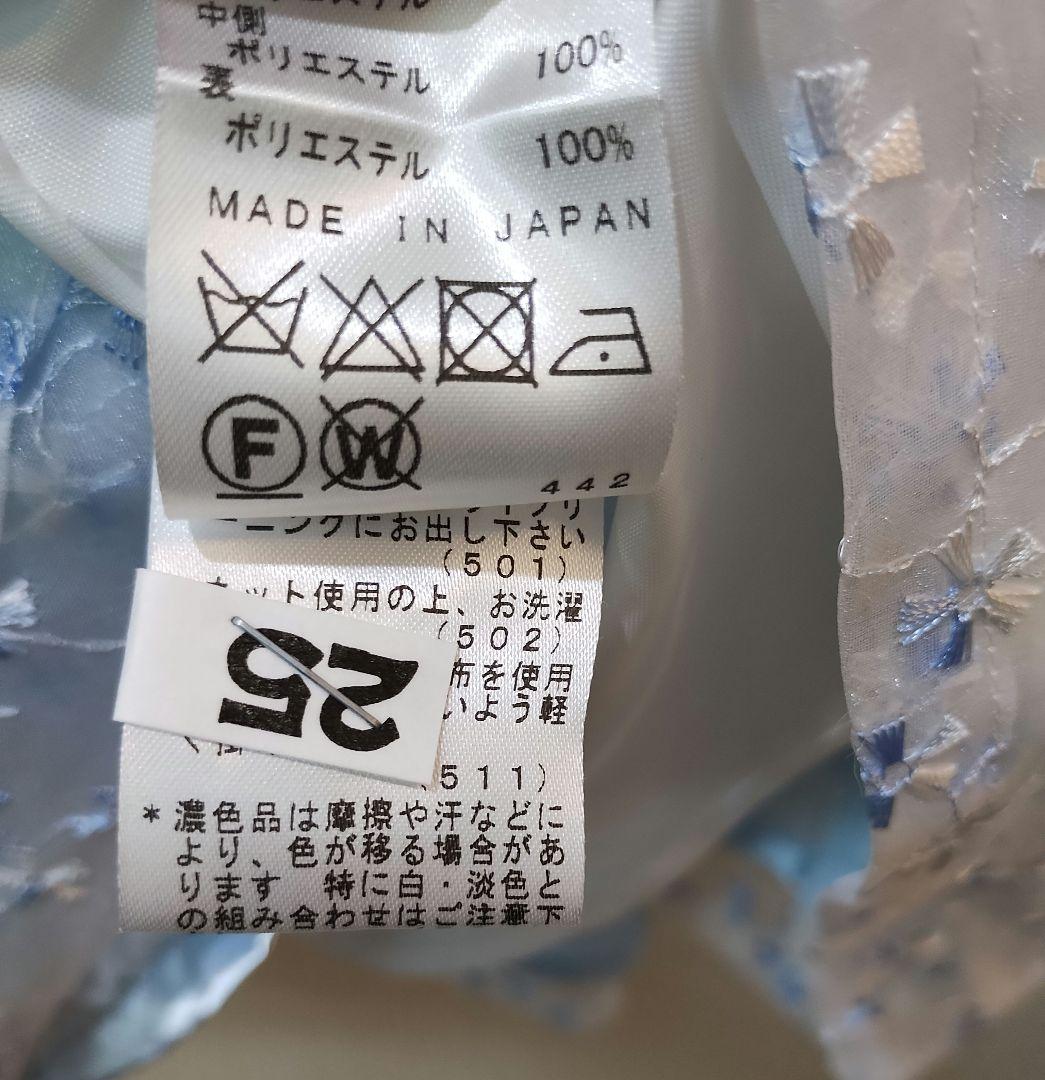 中側
ポリエステル 100%
表
ポリエステル 100%
MADE IN JAPAN
F W
442
ーニングにお出し下さい
(501)
ネット使用の上、お洗濯
(502)
布を使用
いよう軽
く
511)
25
*濃色品は摩擦や汗などに
より、色が移る場合があ
ります 特に白・淡色と
の組み合わせはご注意下